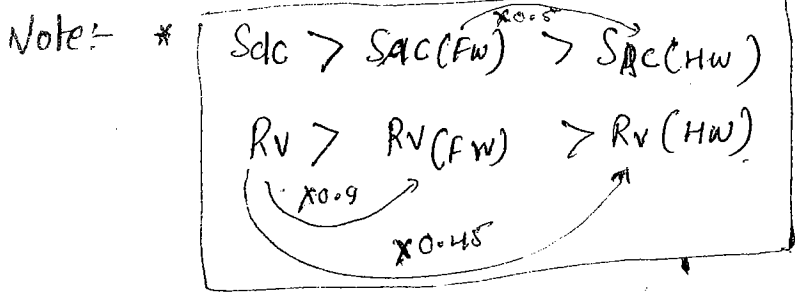 Note:- *
x0.5
Sdc > Sac(FW) > SAC(HW)
Rv > Rv(FW) > Rv(HW)
x0.9
x0.45